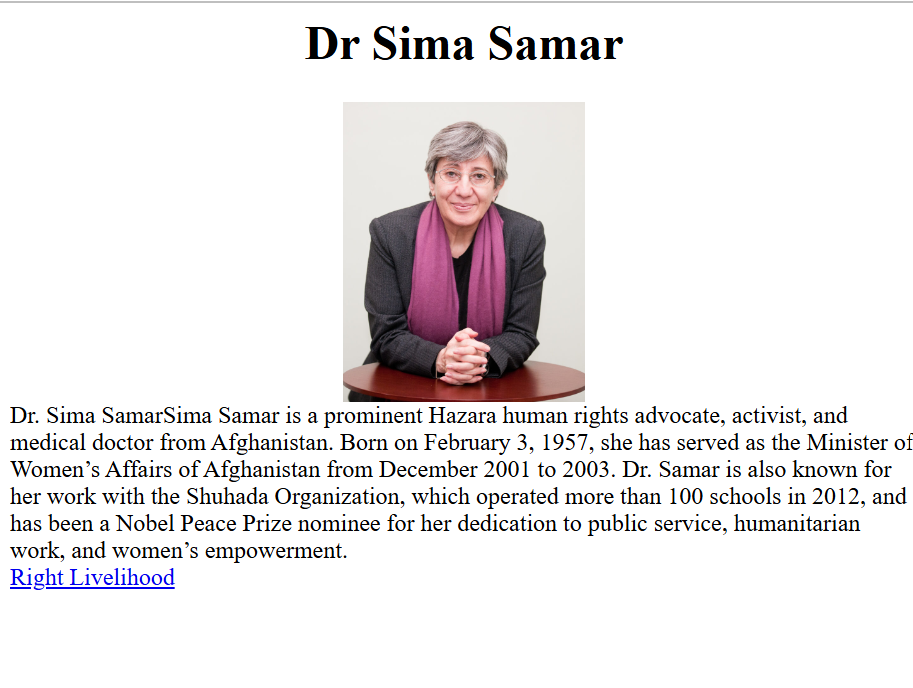 Dr Sima Samar
Dr. Sima SamarSima Samar is a prominent Hazara human rights advocate, activist, and
medical doctor from Afghanistan. Born on February 3, 1957, she has served as the Minister of
Women’s Affairs of Afghanistan from December 2001 to 2003. Dr. Samar is also known for
her work with the Shuhada Organization, which operated more than 100 schools in 2012, and
has been a Nobel Peace Prize nominee for her dedication to public service, humanitarian
work, and women’s empowerment.
Right Livelihood